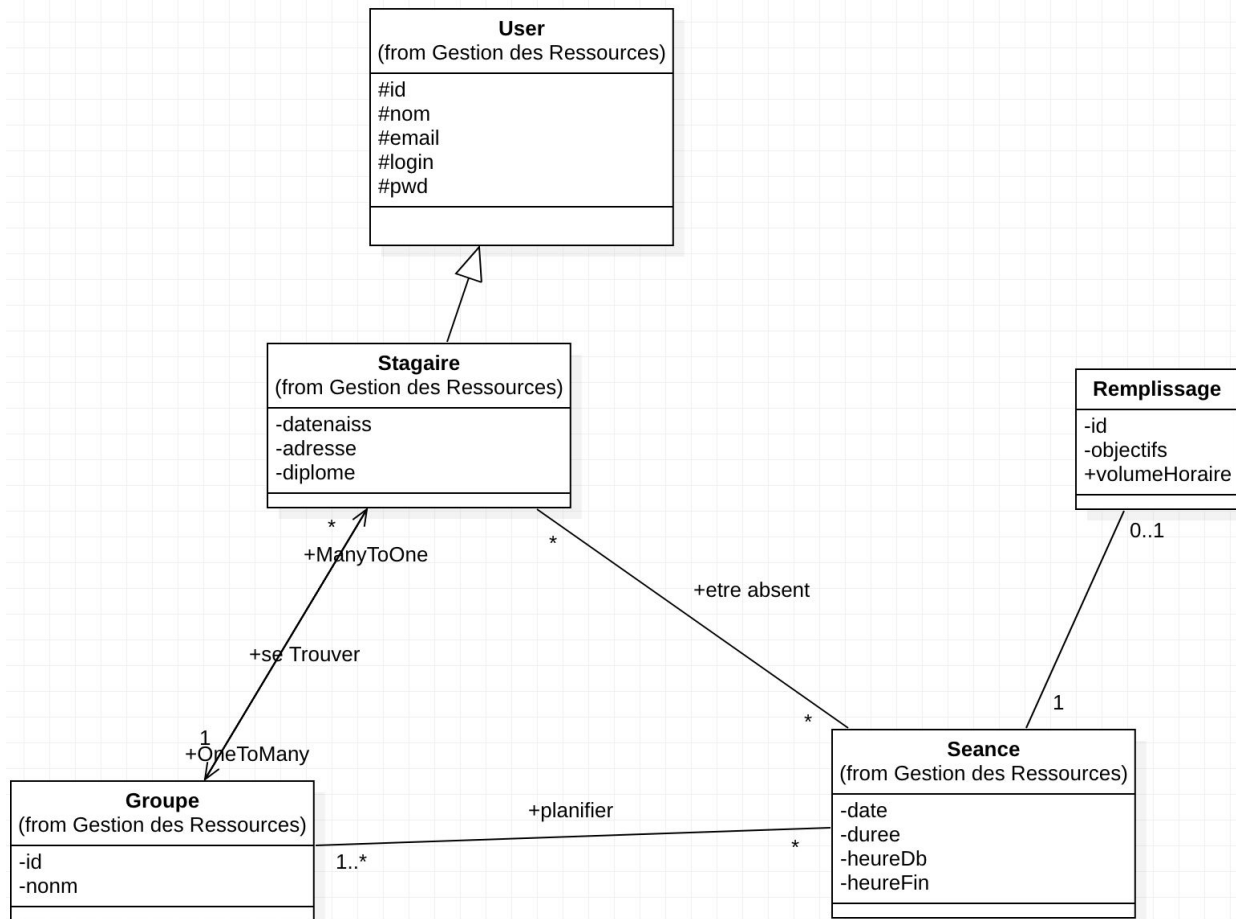 User
(from Gestion des Ressources)
#id
#nom
#email
#login
#pwd
Stagaire
(from Gestion des Ressources)
-datenaiss
-adresse
-diplome
Remplissage
-id
-objectifs
+volumeHoraire
*
+ManyToOne
*
0..1
+etre absent
+se Trouver
1
*
1
+OneToMany
Seance
(from Gestion des Ressources)
-date
-duree
-heureDb
-heureFin
Groupe
(from Gestion des Ressources)
-id
-nonm
+planifier
1..*
*